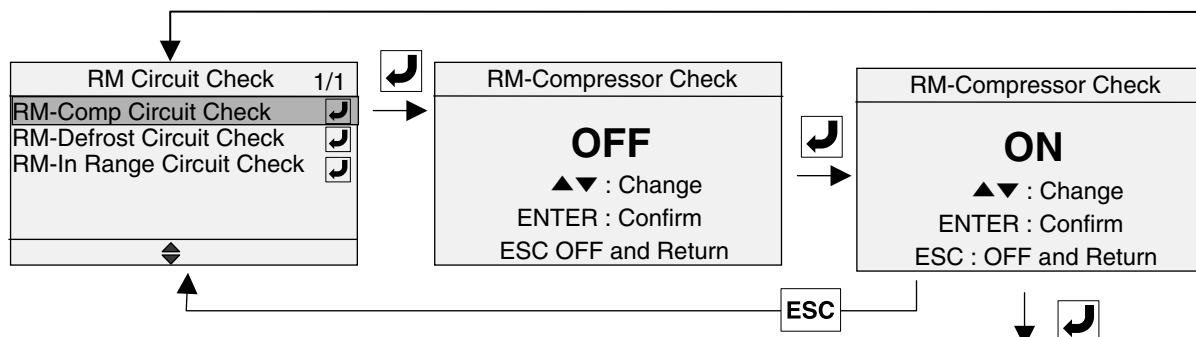 RM Circuit Check 1/1
RM-Comp Circuit Check
RM-Defrost Circuit Check
RM-In Range Circuit Check
RM-Compressor Check
OFF
▲▼ : Change
ENTER : Confirm
ESC OFF and Return
RM-Compressor Check
ON
▲▼ : Change
ENTER : Confirm
ESC : OFF and Return
ESC